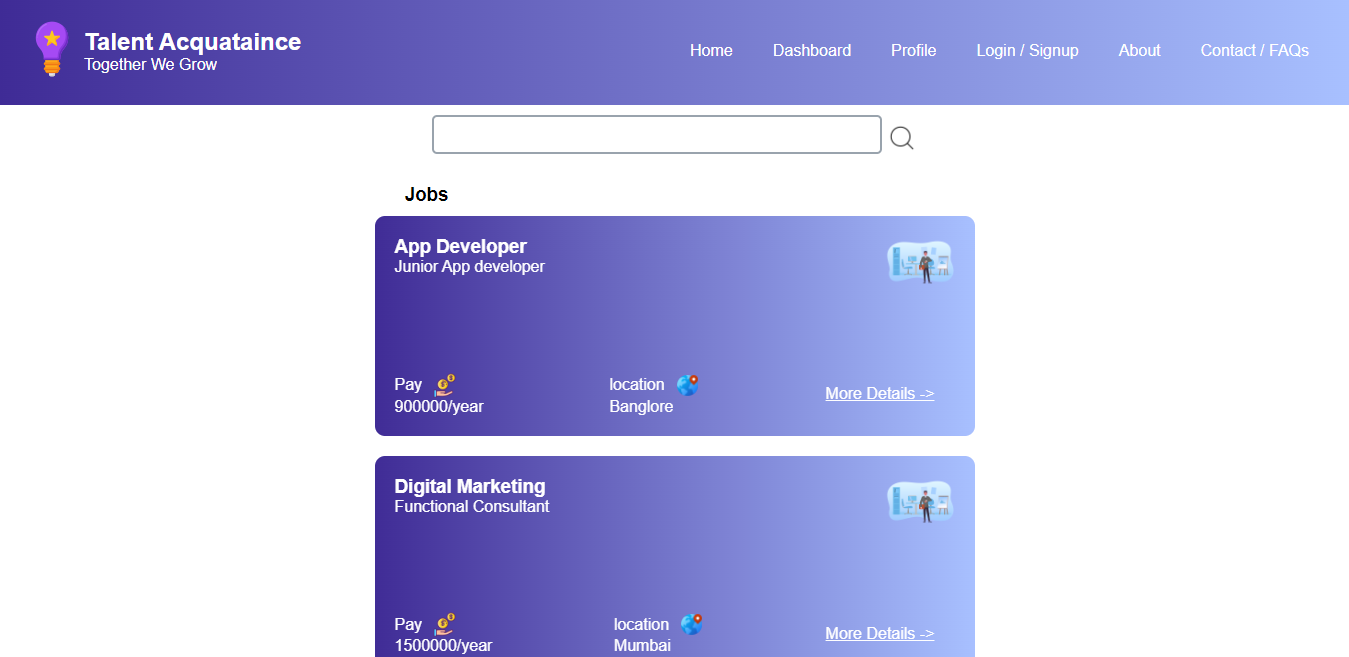 Talent Acquataince
Together We Grow
Home Dashboard Profile Login / Signup About Contact / FAQs
Jobs
App Developer
Junior App developer
Pay location
900000/year Banglore
More Details ->
Digital Marketing
Functional Consultant
Pay location
1500000/year Mumbai
More Details ->